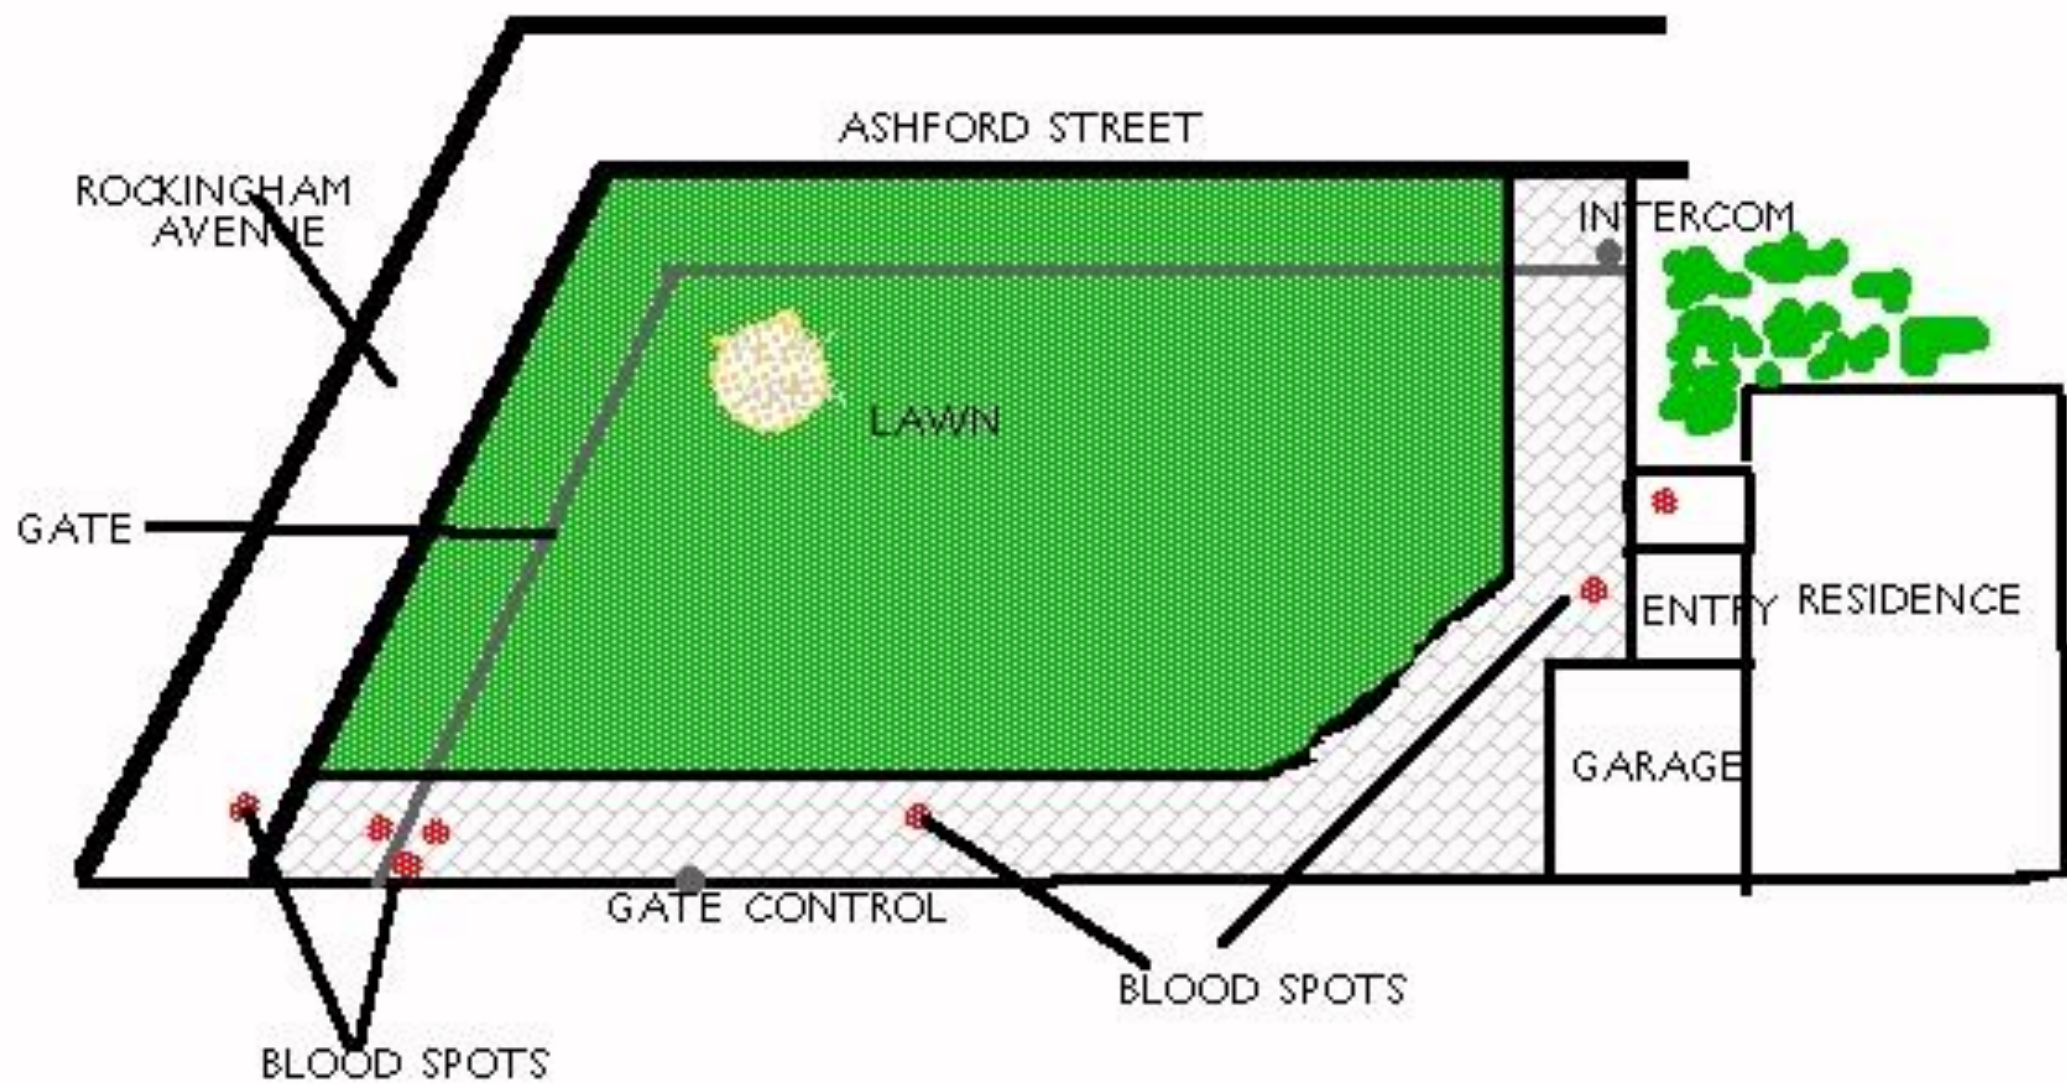 ASHFORD STREET
ROCKINGHAM
AVENUE
INTERCOM
LAWN
GATE
ENTRY
RESIDENCE
GARAGE
GATE CONTROL
BLOOD SPOTS
BLOOD SPOTS